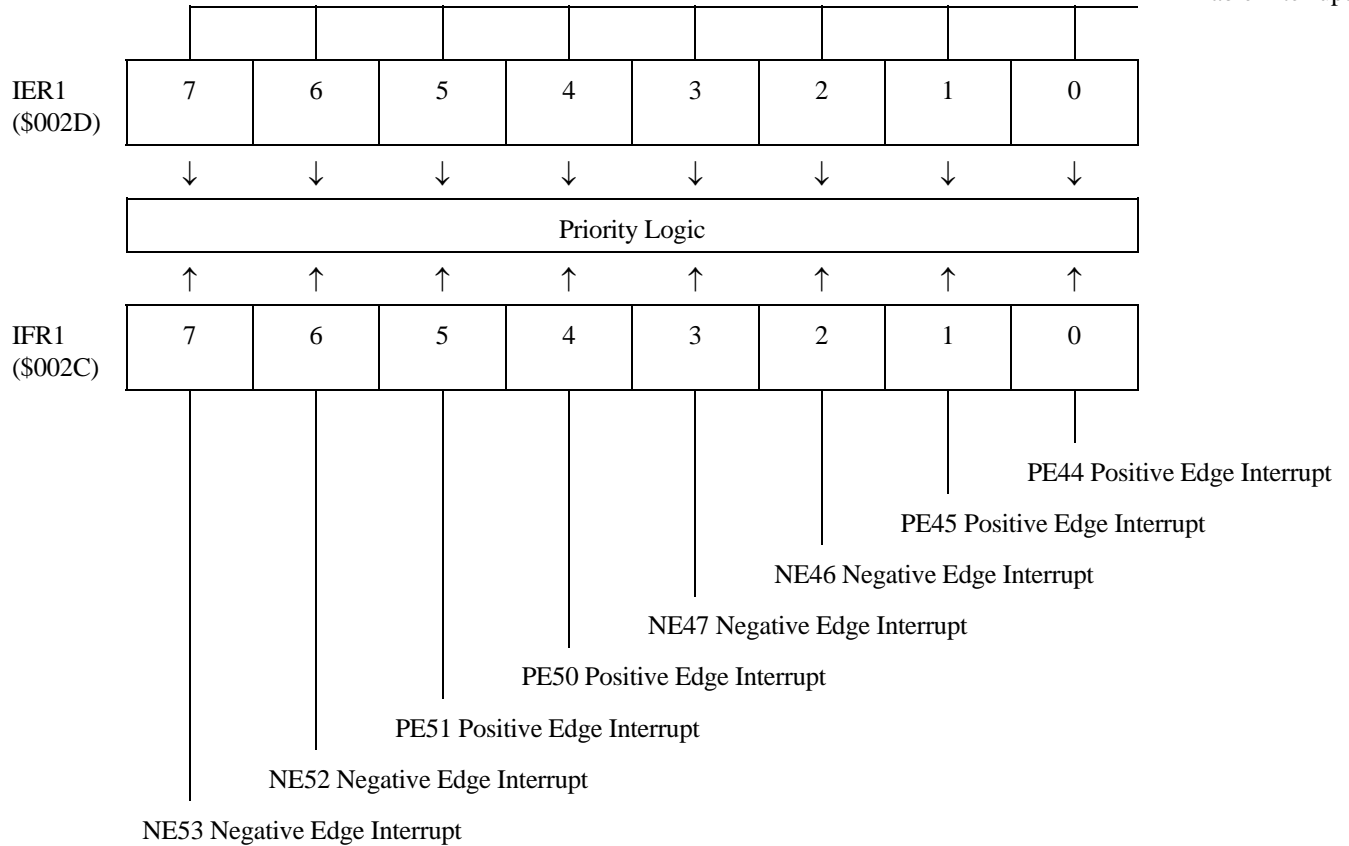 IER1
($002D)
7 6 5 4 3 2 1 0
↓ ↓ ↓ ↓ ↓ ↓ ↓ ↓
Priority Logic
↑ ↑ ↑ ↑ ↑ ↑ ↑ ↑
IFR1
($002C)
7 6 5 4 3 2 1 0
PE44 Positive Edge Interrupt
PE45 Positive Edge Interrupt
NE46 Negative Edge Interrupt
NE47 Negative Edge Interrupt
PE50 Positive Edge Interrupt
PE51 Positive Edge Interrupt
NE52 Negative Edge Interrupt
NE53 Negative Edge Interrupt